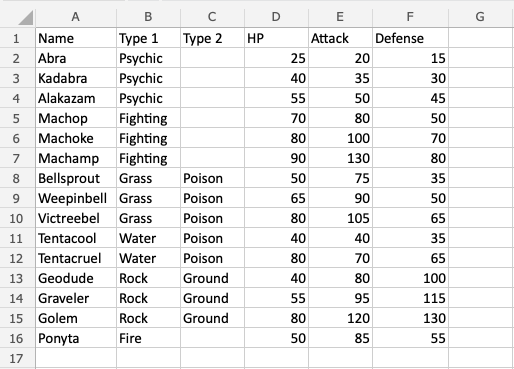 A B C D E F G
1 Name Type 1 Type 2 HP Attack Defense
2 Abra Psychic 25 20 15
3 Kadabra Psychic 40 35 30
4 Alakazam Psychic 55 50 45
5 Machop Fighting 70 80 50
6 Machoke Fighting 80 100 70
7 Machamp Fighting 90 130 80
8 Bellsprout Grass Poison 50 75 35
9 Weepinbell Grass Poison 65 90 50
10 Victreebel Grass Poison 80 105 65
11 Tentacool Water Poison 40 40 35
12 Tentacruel Water Poison 80 70 65
13 Geodude Rock Ground 40 80 100
14 Graveler Rock Ground 55 95 115
15 Golem Rock Ground 80 120 130
16 Ponyta Fire 50 85 55
17